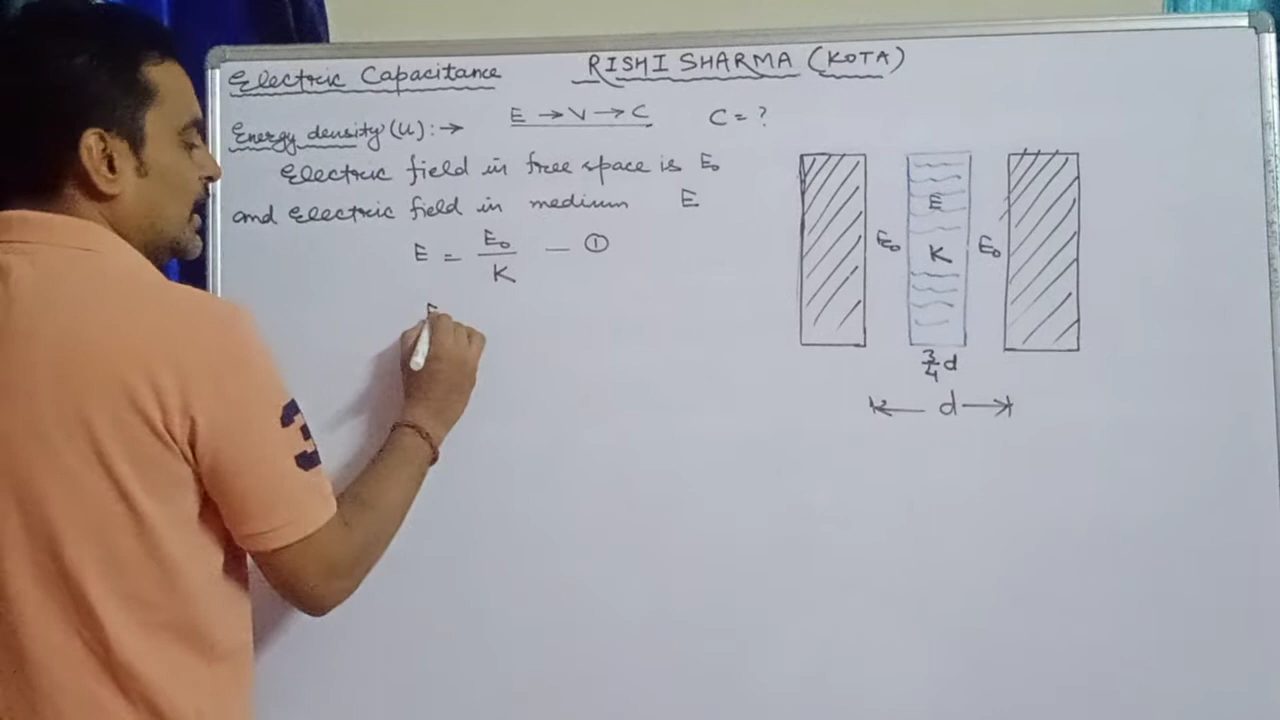 Electric Capacitance RISHI SHARMA (KOTA)
Energy density (U) :→ E → V → C C = ?
Electric field in free space is E₀
and Electric field in medium E
E = E₀/K — ①
E₀ E K E₀
3/4 d
d
3